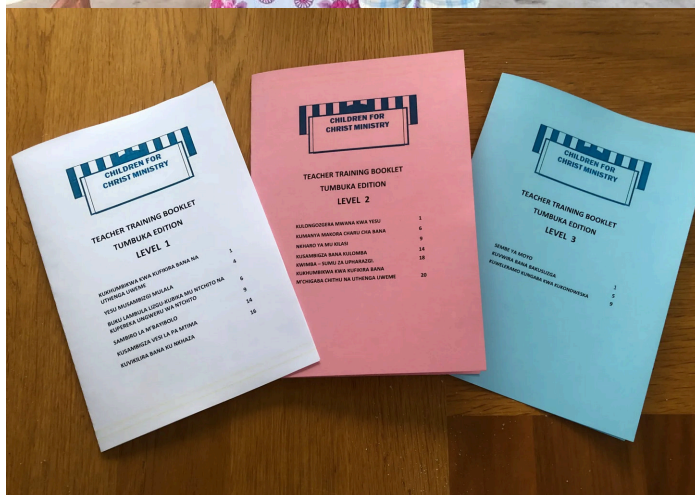 CHILDREN FOR
CHRIST MINISTRY
TEACHER TRAINING BOOKLET
TUMBUKA EDITION
LEVEL 1
KUKHUMBIKWA KWA KUFIKIRA BANA NA 1
UTHENGA UWEME
YESU MUSAMBIZGI MULALA 4
BUKU LAMBULA LIZGU KUBIKA MU NTCHITO NA 6
KUPEREKA UNGWERU WA NTCHITO
SAMBIRO LA M'BAYIBOLO 9
KUSAMBIGZA VESI LA PA MTIMA 14
KUVIKILIRA BANA KU NKHAZA 16
CHILDREN FOR
CHRIST MINISTRY
TEACHER TRAINING BOOKLET
TUMBUKA EDITION
LEVEL 2
KULONGOZGERA MWANA KWA YESU 1
KUMANYA MAKORA CHARU CHA BANA 6
NKHARO YA MU KILASI 9
KUSAMBIGZA BANA KULOMBA 14
KWIMBA – SUMU ZA UPHARAZGI. 18
KUKHUMBIKWA KWA KUFIKIRA BANA
M'CHIGABA CHITHU NA UTHENGA UWEME 20
CHILDREN FOR
CHRIST MINISTRY
TEACHER TRAINING BOOKLET
TUMBUKA EDITION
LEVEL 3
SEMBE YA MOYO 1
KUVWIRA BANA BAKUSUZGA 5
KUWELERAMO KUNGABA KWA KUKONDWESKA 9